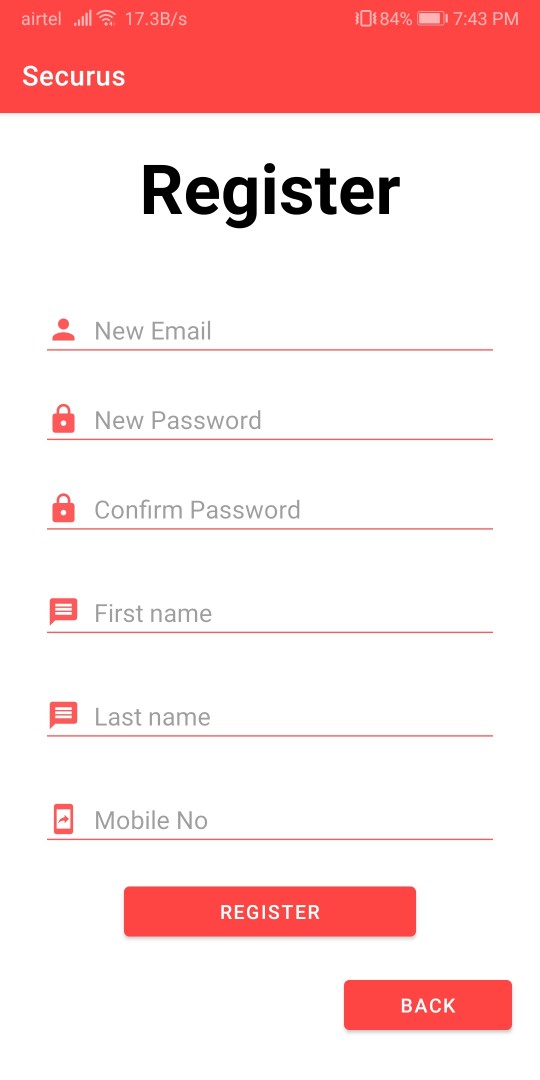 airtel 17.3B/s 84% 7:43 PM
Securus
Register
New Email
New Password
Confirm Password
First name
Last name
Mobile No
REGISTER
BACK